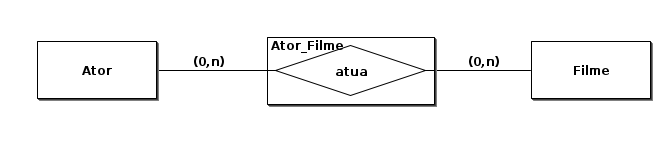 Ator_Filme
(0,n)
(0,n)
Ator
atua
Filme